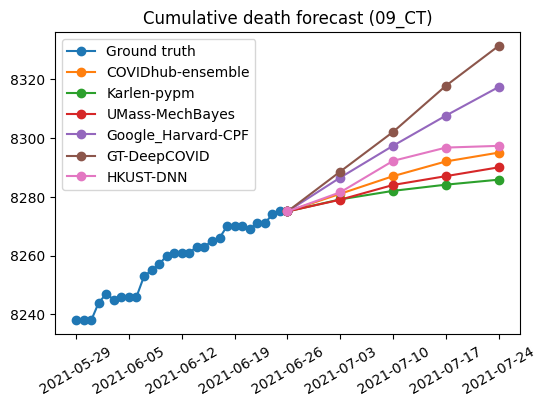 Cumulative death forecast (09_CT)
Ground truth
COVIDhub-ensemble
Karlen-pypm
UMass-MechBayes
Google_Harvard-CPF
GT-DeepCOVID
HKUST-DNN
8320
8300
8280
8260
8240
2021-05-29
2021-06-05
2021-06-12
2021-06-19
2021-06-26
2021-07-03
2021-07-10
2021-07-17
2021-07-24